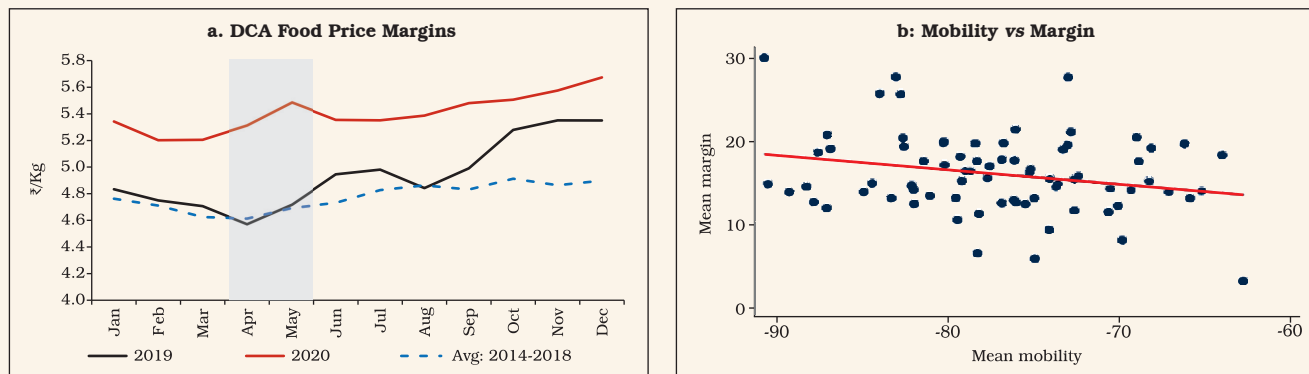 a. DCA Food Price Margins
₹/Kg
5.8
5.6
5.4
5.2
5.0
4.8
4.6
4.4
4.2
4.0
Jan
Feb
Mar
Apr
May
Jun
Jul
Aug
Sep
Oct
Nov
Dec
2019 2020 Avg: 2014-2018
b: Mobility vs Margin
Mean margin
30
20
10
0
-90 -80 -70 -60
Mean mobility